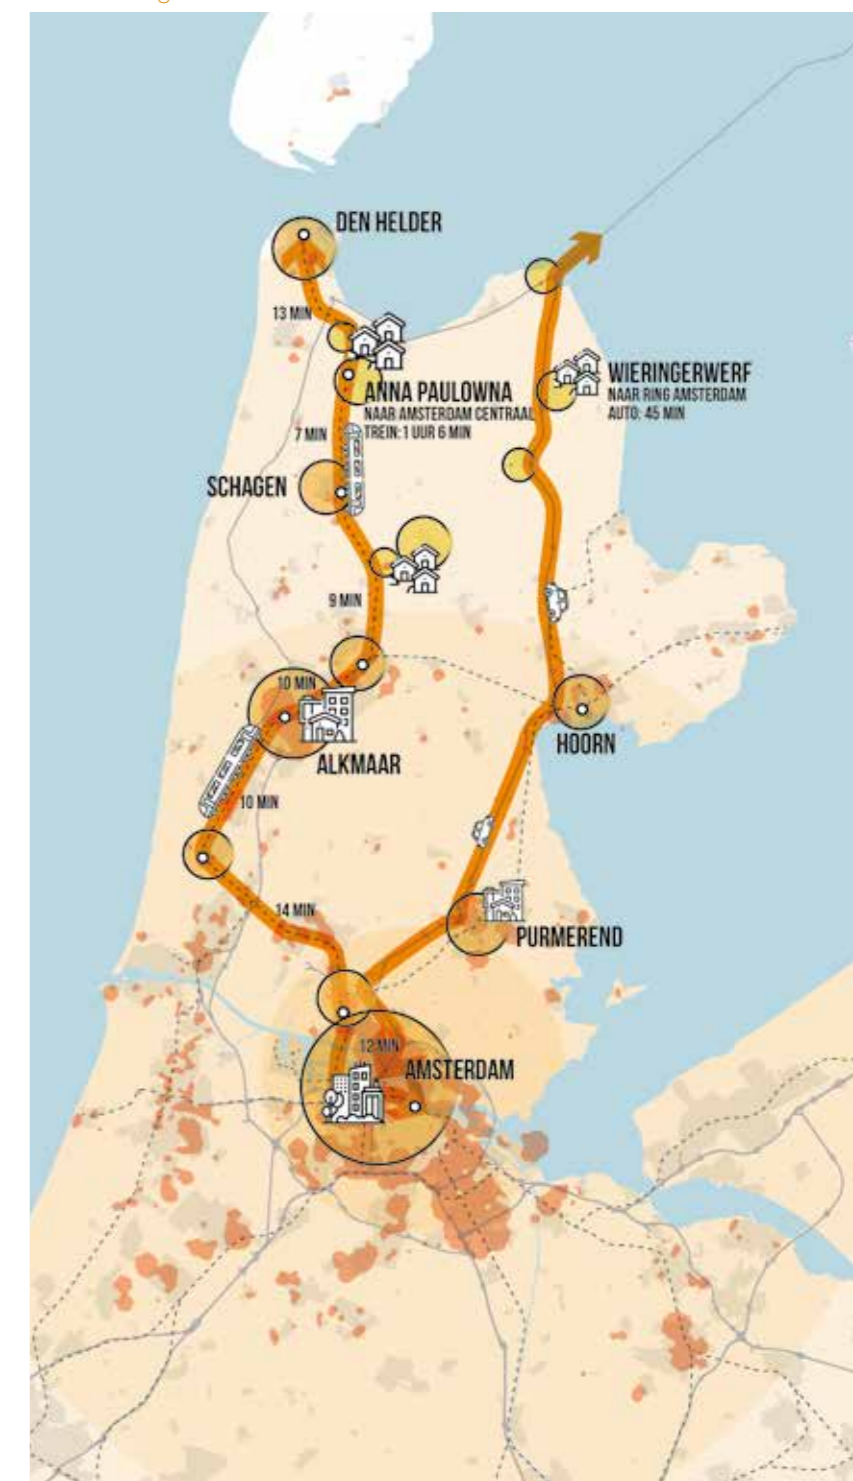 DEN HELDER
13 MIN
ANNA PAULOWNA
NAAR AMSTERDAM CENTRAAL
TREIN: 1 UUR 6 MIN
WIERINGERWERF
NAAR RING AMSTERDAM
AUTO: 45 MIN
7 MIN
SCHAGEN
9 MIN
10 MIN
ALKMAAR
HOORN
10 MIN
14 MIN
PURMEREND
12 MIN
AMSTERDAM